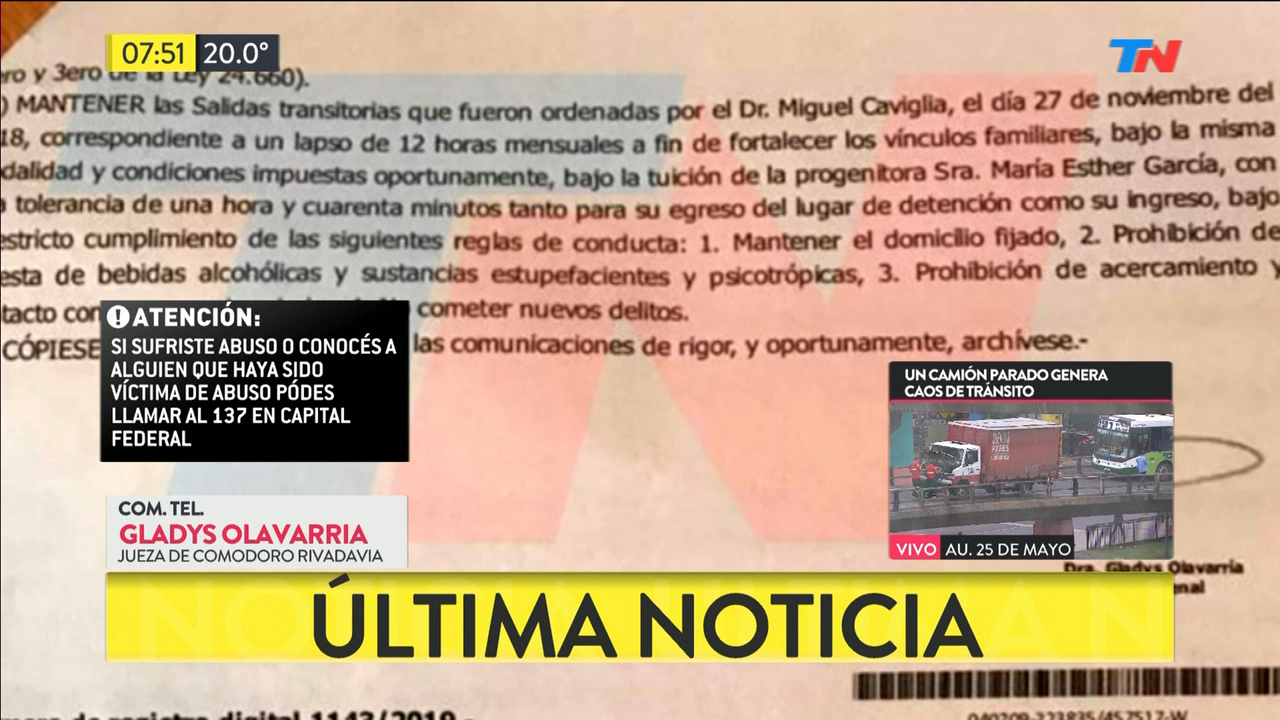 07:51 20.0°
TN
ro y 3ero de la Ley 24.660).
) MANTENER las Salidas transitorias que fueron ordenadas por el Dr. Miguel Caviglia, el día 27 de noviembre del
18, correspondiente a un lapso de 12 horas mensuales a fin de fortalecer los vínculos familiares, bajo la misma
dalidad y condiciones impuestas oportunamente, bajo la tuición de la progenitora Sra. María Esther García, con
tolerancia de una hora y cuarenta minutos tanto para su egreso del lugar de detención como su ingreso, bajo
estricto cumplimiento de las siguientes reglas de conducta: 1. Mantener el domicilio fijado, 2. Prohibición de
esta de bebidas alcohólicas y sustancias estupefacientes y psicotrópicas, 3. Prohibición de acercamiento y
tacto con cometer nuevos delitos.
CÓPIESE las comunicaciones de rigor, y oportunamente, archívese.-
ATENCIÓN:
SI SUFRISTE ABUSO O CONOCÉS A
ALGUIEN QUE HAYA SIDO
VÍCTIMA DE ABUSO PÓDES
LLAMAR AL 137 EN CAPITAL
FEDERAL
UN CAMIÓN PARADO GENERA
CAOS DE TRÁNSITO
VIVO AU. 25 DE MAYO
COM. TEL.
GLADYS OLAVARRIA
JUEZA DE COMODORO RIVADAVIA
Dra. Gladys Olavarria
enal
ÚLTIMA NOTICIA
de registro digital 1143/2019.-